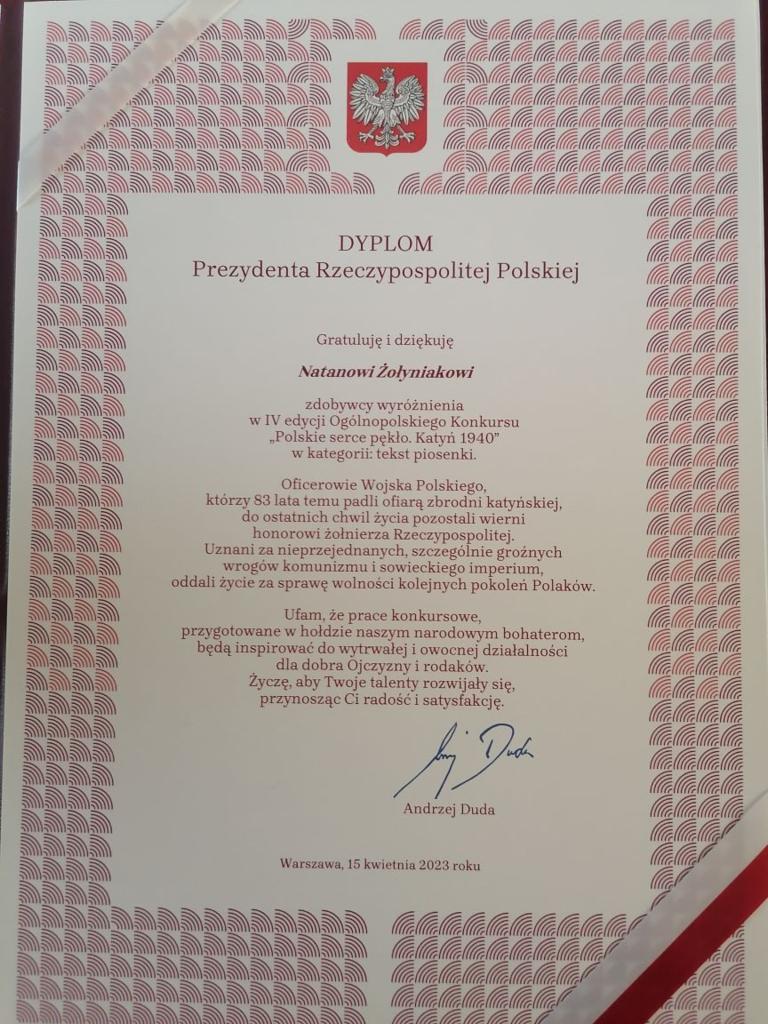 DYPLOM
Prezydenta Rzeczypospolitej Polskiej
Gratuluję i dziękuję
Natanowi Żołyniakowi
zdobywcy wyróżnienia
w IV edycji Ogólnopolskiego Konkursu
„Polskie serce pękło. Katyń 1940”
w kategorii: tekst piosenki.
Oficerowie Wojska Polskiego,
którzy 83 lata temu padli ofiarą zbrodni katyńskiej,
do ostatnich chwil życia pozostali wierni
honorowi żołnierza Rzeczypospolitej.
Uznani za nieprzejednanych, szczególnie groźnych
wrogów komunizmu i sowieckiego imperium,
oddali życie za sprawę wolności kolejnych pokoleń Polaków.
Ufam, że prace konkursowe,
przygotowane w hołdzie naszym narodowym bohaterom,
będą inspirować do wytrwałej i owocnej działalności
dla dobra Ojczyzny i rodaków.
Życzę, aby Twoje talenty rozwijały się,
przynosząc Ci radość i satysfakcję.
Duda
Andrzej Duda
Warszawa, 15 kwietnia 2023 roku